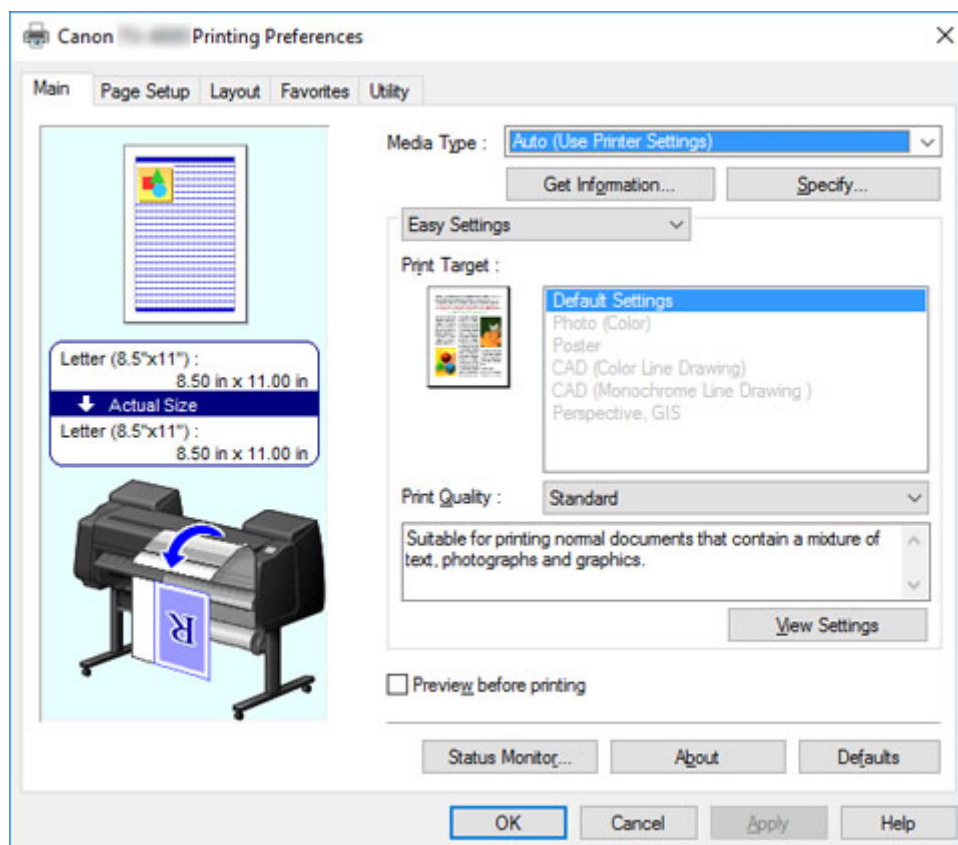 Canon Printing Preferences
Main Page Setup Layout Favorites Utility
Media Type : Auto (Use Printer Settings)
Get Information... Specify...
Easy Settings
Print Target :
Default Settings
Photo (Color)
Poster
CAD (Color Line Drawing)
CAD (Monochrome Line Drawing )
Perspective, GIS
Letter (8.5"x11") :
8.50 in x 11.00 in
Actual Size
Letter (8.5"x11") :
8.50 in x 11.00 in
R
Print Quality : Standard
Suitable for printing normal documents that contain a mixture of
text, photographs and graphics.
View Settings
Preview before printing
Status Monitor... About Defaults
OK Cancel Apply Help